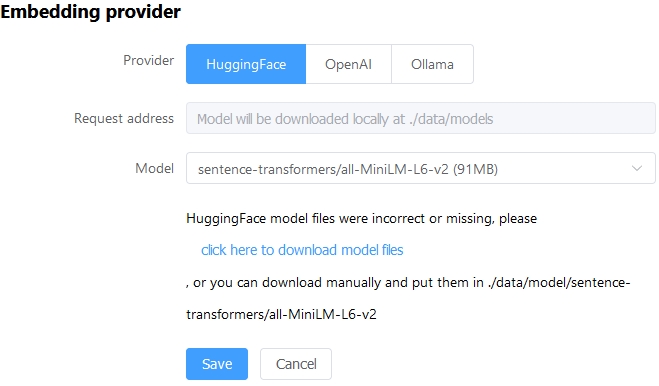 Embedding provider
Provider HuggingFace OpenAI Ollama
Request address Model will be downloaded locally at ./data/models
Model sentence-transformers/all-MiniLM-L6-v2 (91MB)
HuggingFace model files were incorrect or missing, please
click here to download model files
, or you can download manually and put them in ./data/model/sentence-
transformers/all-MiniLM-L6-v2
Save Cancel